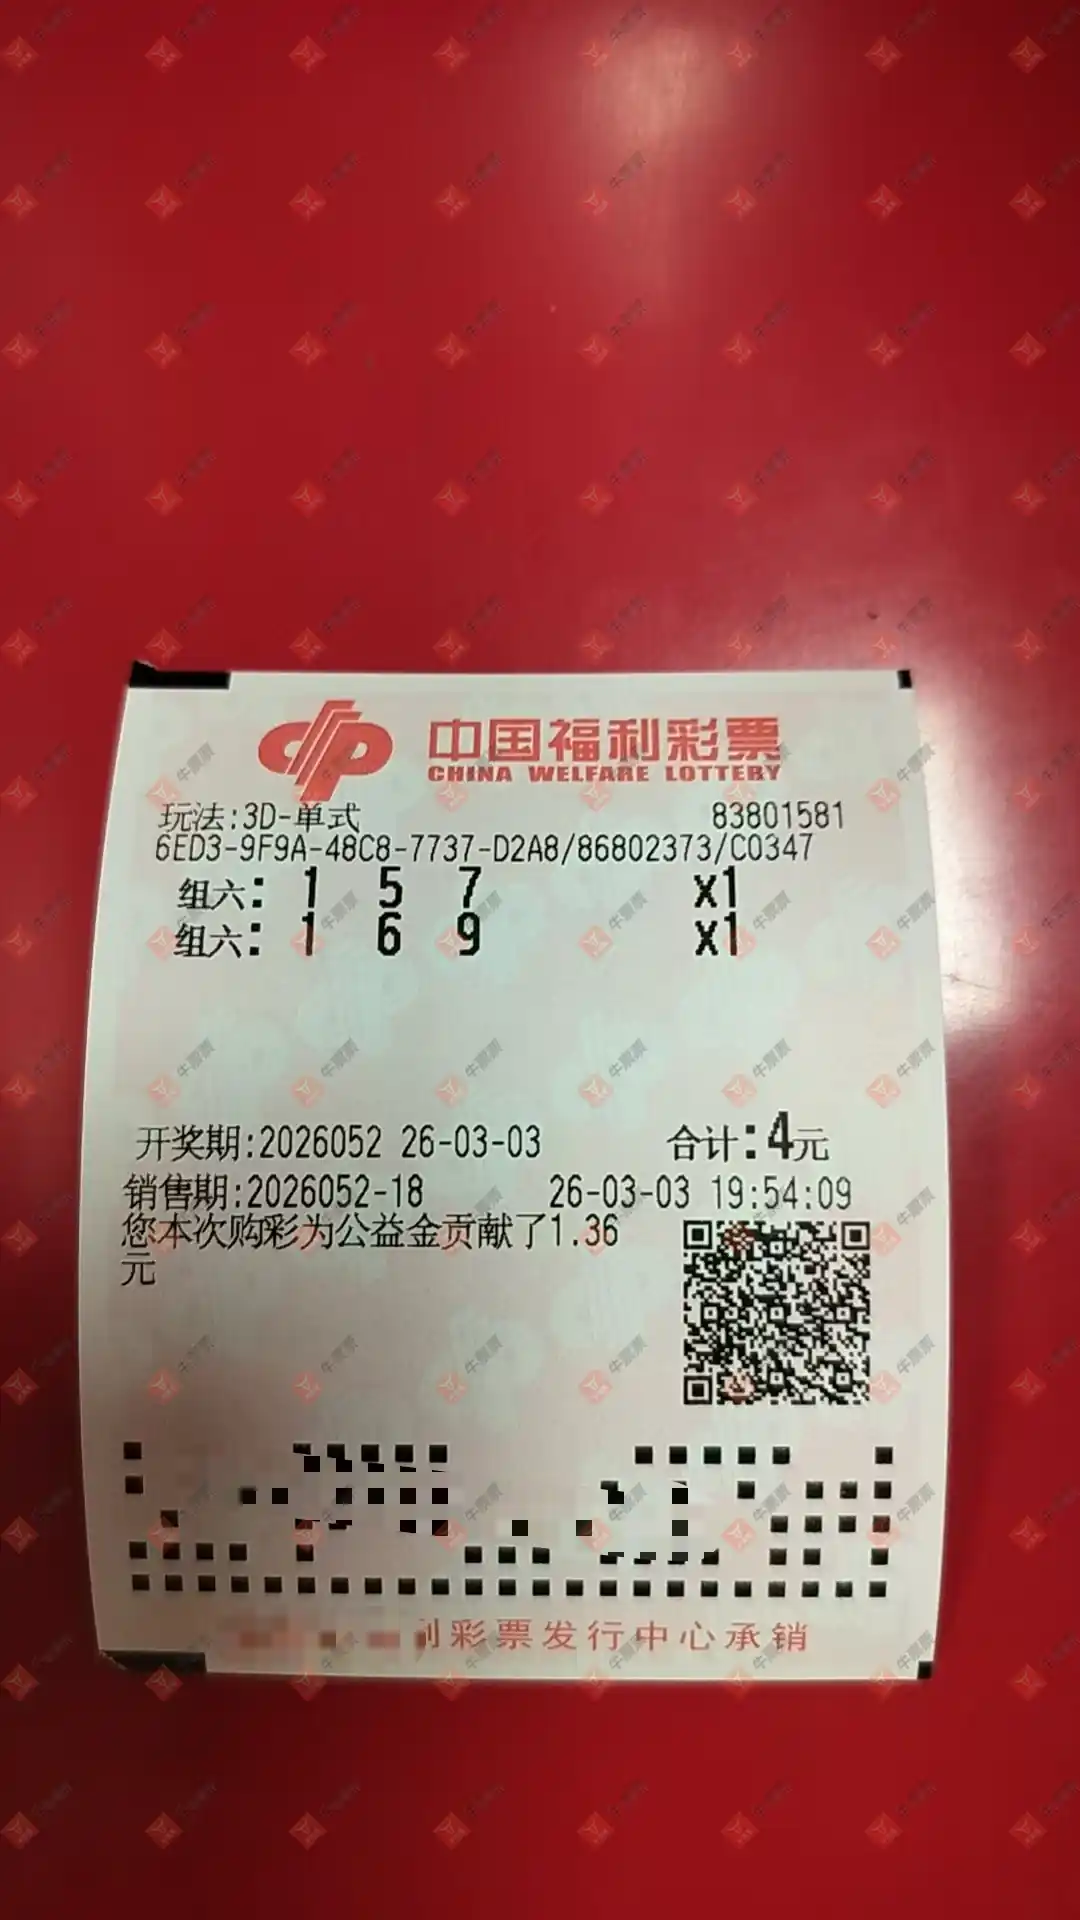 中国福利彩票
CHINA WELFARE LOTTERY
玩法:3D-单式 83801581
6ED3-9F9A-48C8-7737-D2A8/86802373/C0347
组六: 1 5 7 x1
组六: 1 6 9 x1
开奖期:2026052 26-03-03 合计:4元
销售期:2026052-18 26-03-03 19:54:09
您本次购彩为公益金贡献了1.36
元
利彩票发行中心承销
牛票票